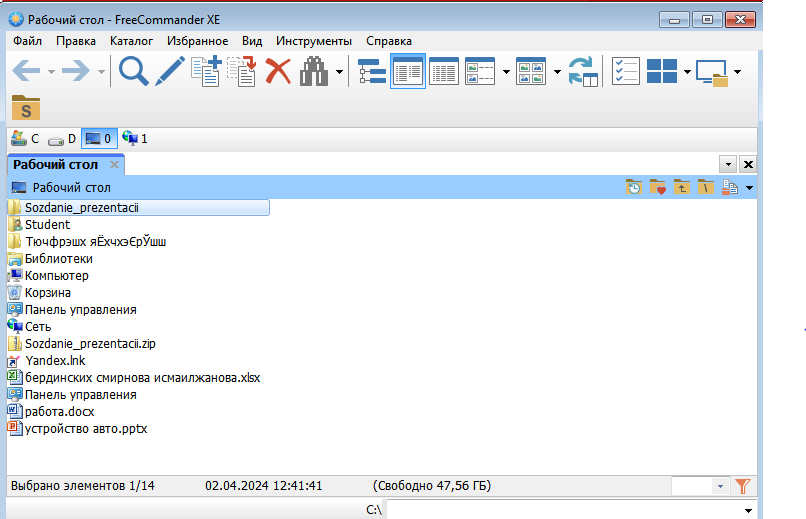 Рабочий стол - FreeCommander XE
Файл Правка Каталог Избранное Вид Инструменты Справка
S
C D 0 1
Рабочий стол
Рабочий стол
Sozdanie_prezentacii
Student
Тючфрэшх яЁхчхэЄрЎшш
Библиотеки
Компьютер
Корзина
Панель управления
Сеть
Sozdanie_prezentacii.zip
Yandex.lnk
бердинских смирнова исмаилжанова.xlsx
Панель управления
работа.docx
устройство авто.pptx
Выбрано элементов 1/14 02.04.2024 12:41:41 (Свободно 47,56 ГБ)
C:\